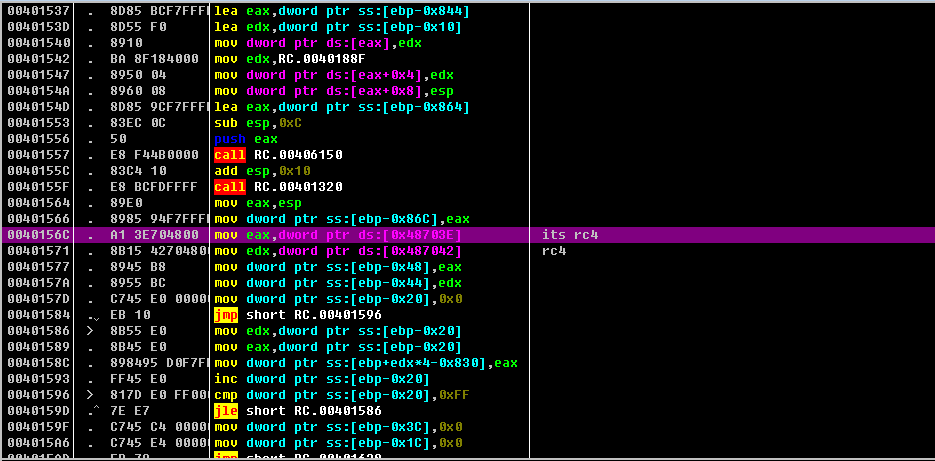 00401537 . 8D85 BCF7FFFF lea eax,dword ptr ss:[ebp-0x844]
0040153D . 8D55 F0 lea edx,dword ptr ss:[ebp-0x10]
00401540 . 8910 mov dword ptr ds:[eax],edx
00401542 . BA 8F184000 mov edx,RC.0040188F
00401547 . 8950 04 mov dword ptr ds:[eax+0x4],edx
0040154A . 8960 08 mov dword ptr ds:[eax+0x8],esp
0040154D . 8D85 9CF7FFFF lea eax,dword ptr ss:[ebp-0x864]
00401553 . 83EC 0C sub esp,0xC
00401556 . 50 push eax
00401557 . E8 F44B0000 call RC.00406150
0040155C . 83C4 10 add esp,0x10
0040155F . E8 BCFDFFFF call RC.00401320
00401564 . 89E0 mov eax,esp
00401566 . 8985 94F7FFFF mov dword ptr ss:[ebp-0x86C],eax
0040156C . A1 3E704800 mov eax,dword ptr ds:[0x48703E] its rc4
00401571 . 8B15 42704800 mov edx,dword ptr ds:[0x487042] rc4
00401577 . 8945 B8 mov dword ptr ss:[ebp-0x48],eax
0040157A . 8955 BC mov dword ptr ss:[ebp-0x44],edx
0040157D . C745 E0 00000 mov dword ptr ss:[ebp-0x20],0x0
00401584 .˅ EB 10 jmp short RC.00401596
00401586 > 8B55 E0 mov edx,dword ptr ss:[ebp-0x20]
00401589 . 8B45 E0 mov eax,dword ptr ss:[ebp-0x20]
0040158C . 898495 D0F7FF mov dword ptr ss:[ebp+edx*4-0x830],eax
00401593 . FF45 E0 inc dword ptr ss:[ebp-0x20]
00401596 > 817D E0 FF000 cmp dword ptr ss:[ebp-0x20],0xFF
0040159D .^ 7E E7 jle short RC.00401586
0040159F . C745 C4 00000 mov dword ptr ss:[ebp-0x3C],0x0
004015A6 . C745 E4 00000 mov dword ptr ss:[ebp-0x1C],0x0